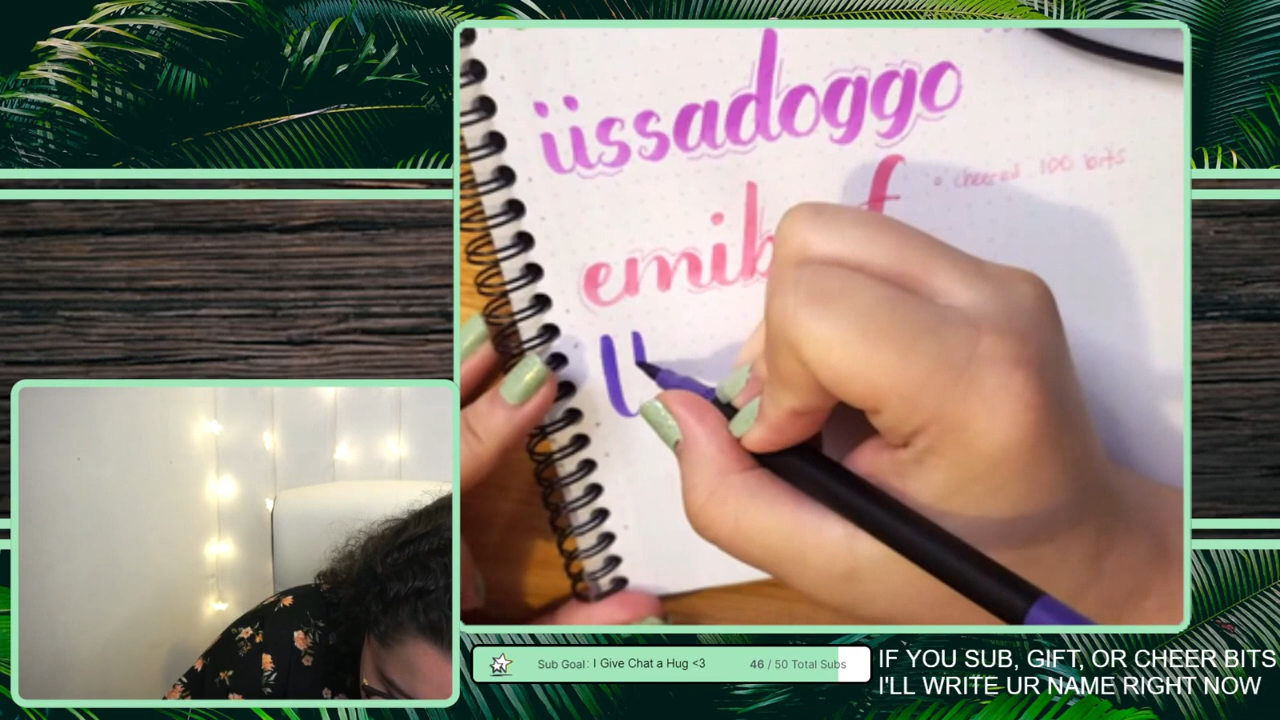 üssadoggo
cheered 100 bits
Sub Goal: I Give Chat a Hug <3 46 / 50 Total Subs
IF YOU SUB, GIFT, OR CHEER BITS
I'LL WRITE UR NAME RIGHT NOW